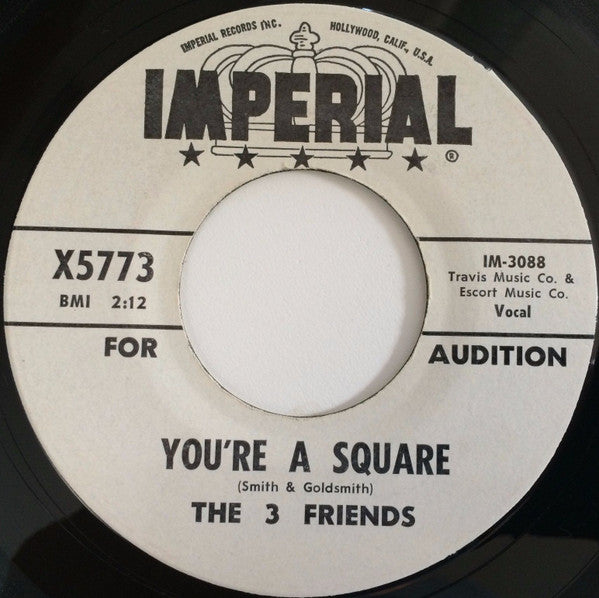 IMPERIAL RECORDS INC. HOLLYWOOD, CALIF., U.S.A.
IMPERIAL
®
X5773
BMI 2:12
IM-3088
Travis Music Co. &
Escort Music Co.
Vocal
FOR AUDITION
YOU'RE A SQUARE
(Smith & Goldsmith)
THE 3 FRIENDS